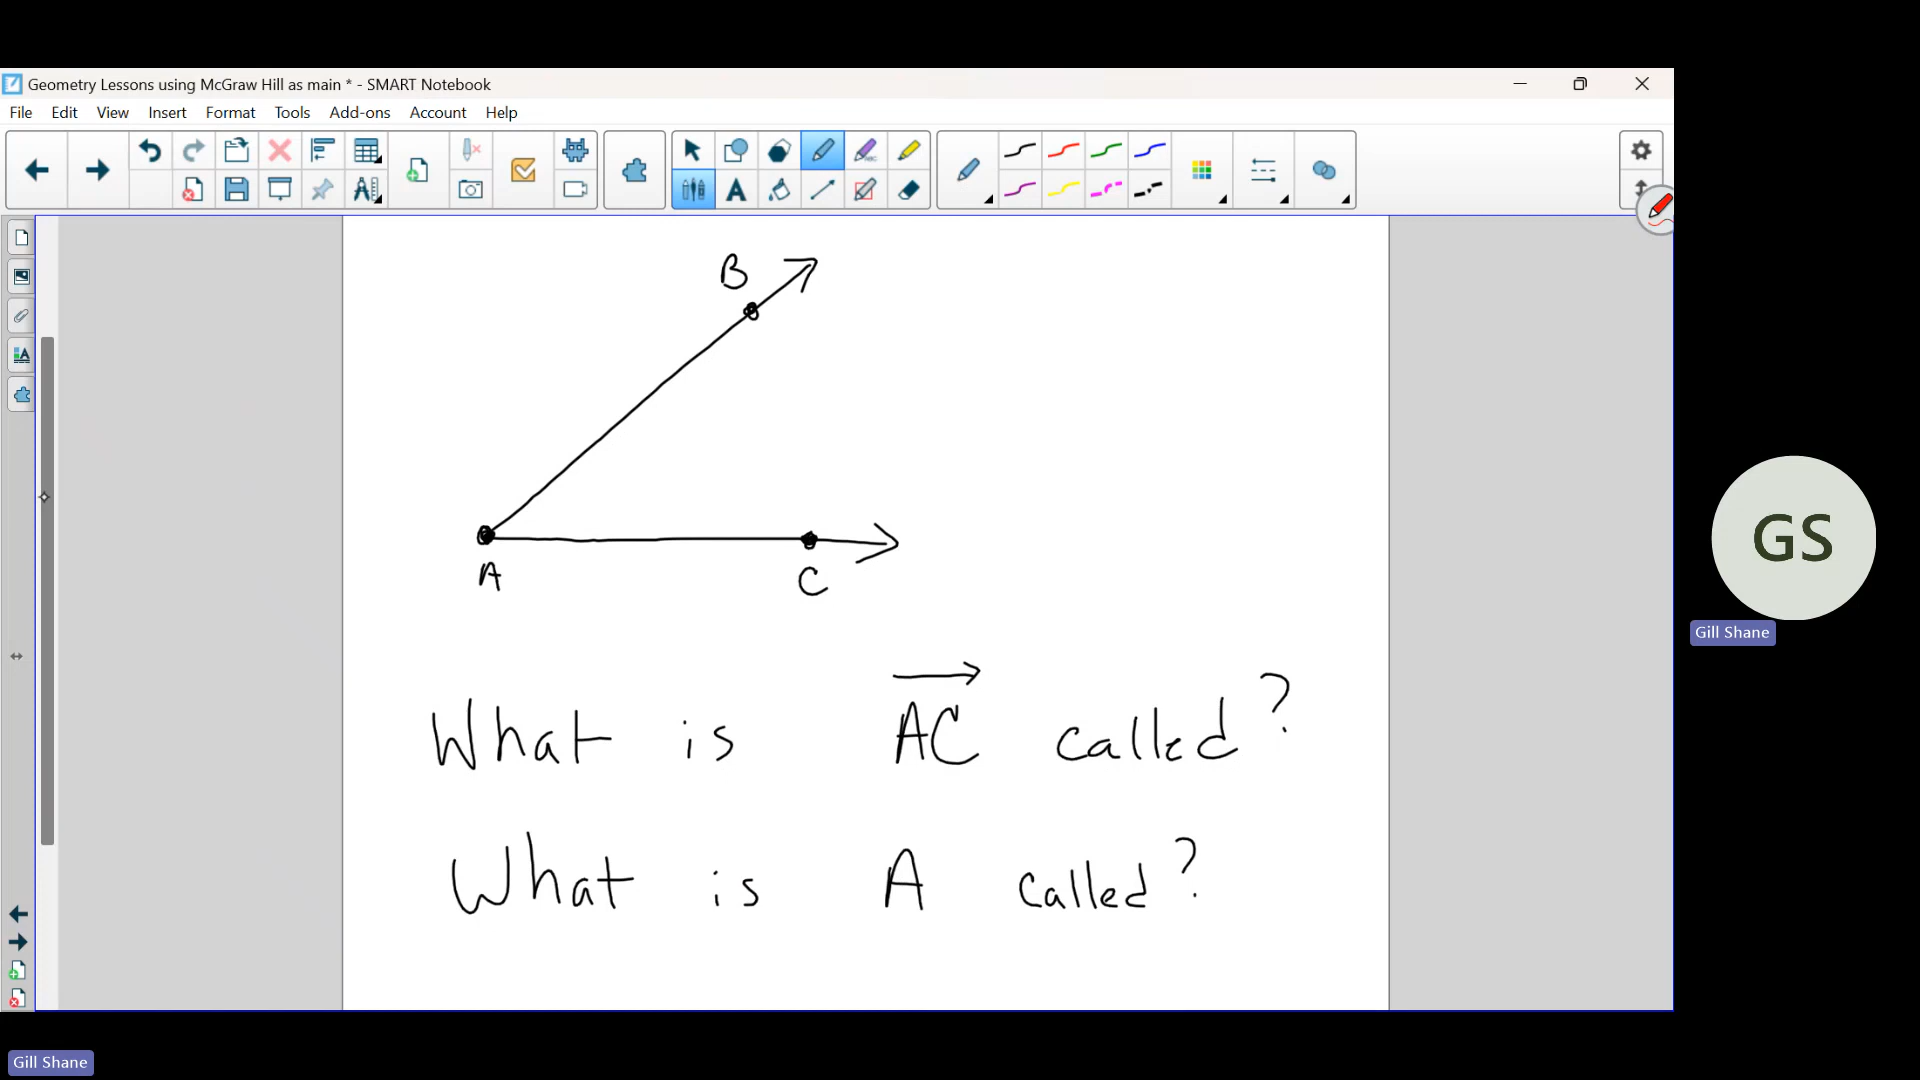 Geometry Lessons using McGraw Hill as main * - SMART Notebook
File Edit View Insert Format Tools Add-ons Account Help
B
A
C
What is AC called?
What is A called?
GS
Gill Shane
Gill Shane